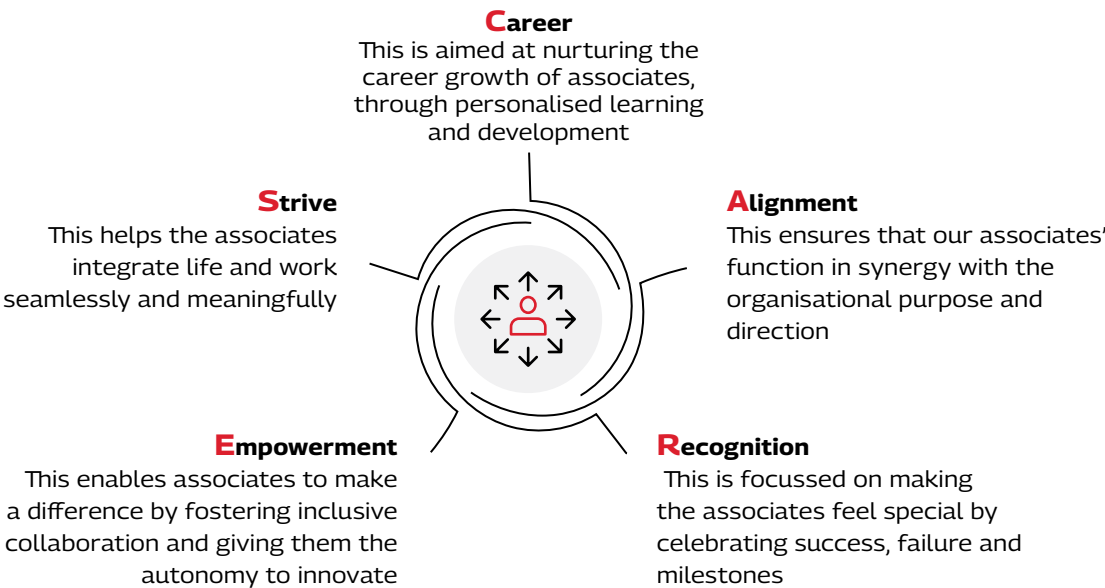 Career
This is aimed at nurturing the
career growth of associates,
through personalised learning
and development
Alignment
This ensures that our associates'
function in synergy with the
organisational purpose and
direction
Recognition
This is focussed on making
the associates feel special by
celebrating success, failure and
milestones
Empowerment
This enables associates to make
a difference by fostering inclusive
collaboration and giving them the
autonomy to innovate
Strive
This helps the associates
integrate life and work
seamlessly and meaningfully